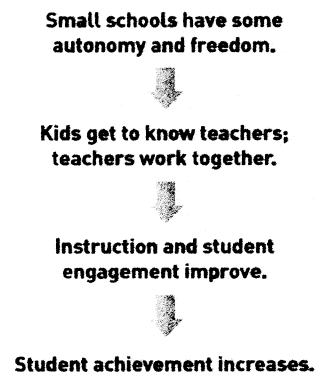 Small schools have some
autonomy and freedom.
Kids get to know teachers;
teachers work together.
Instruction and student
engagement improve.
Student achievement increases.